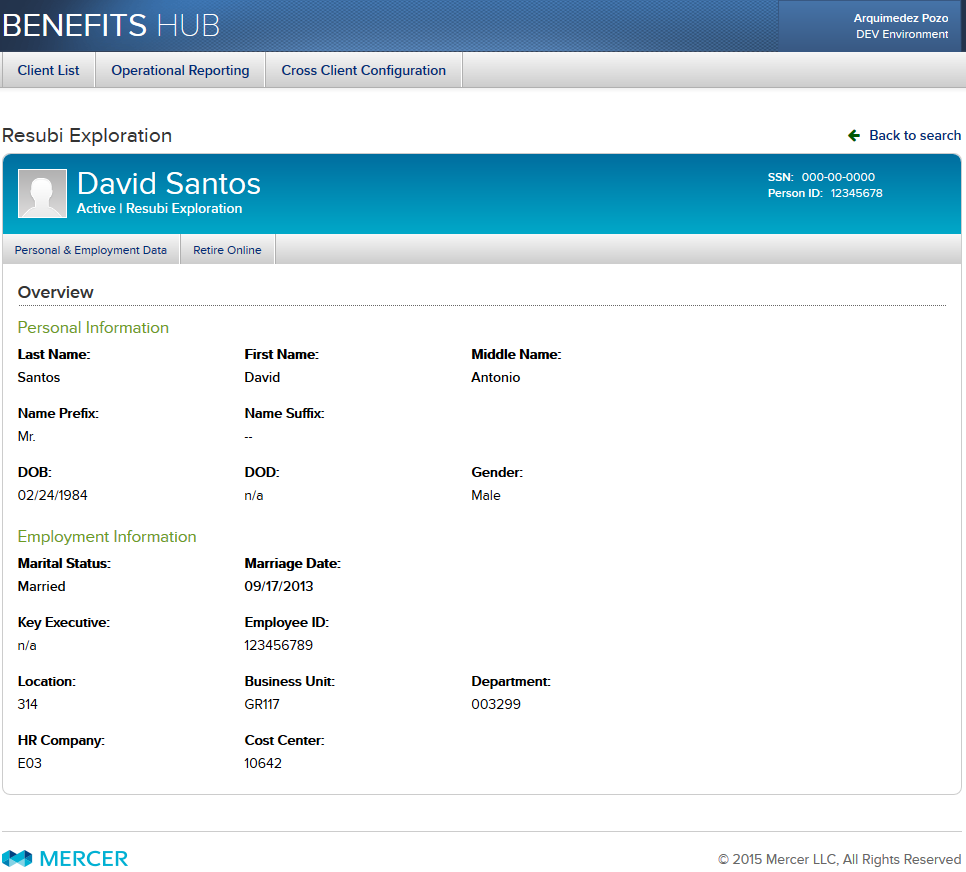 BENEFITS HUB
Arquimedez Pozo
DEV Environment
Client List Operational Reporting Cross Client Configuration
Resubi Exploration Back to search
David Santos
Active | Resubi Exploration
SSN: 000-00-0000
Person ID: 12345678
Personal & Employment Data Retire Online
Overview
Personal Information
Last Name: First Name: Middle Name:
Santos David Antonio
Name Prefix: Name Suffix:
Mr. --
DOB: DOD: Gender:
02/24/1984 n/a Male
Employment Information
Marital Status: Marriage Date:
Married 09/17/2013
Key Executive: Employee ID:
n/a 123456789
Location: Business Unit: Department:
314 GR117 003299
HR Company: Cost Center:
E03 10642
MERCER © 2015 Mercer LLC, All Rights Reserved